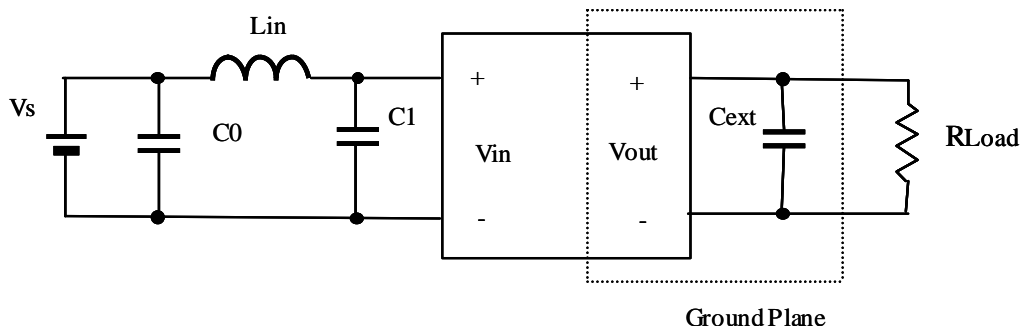 Lin
Vs
C0
C1
+
-
Vin
+
-
Vout
Cext
RLoad
Ground Plane